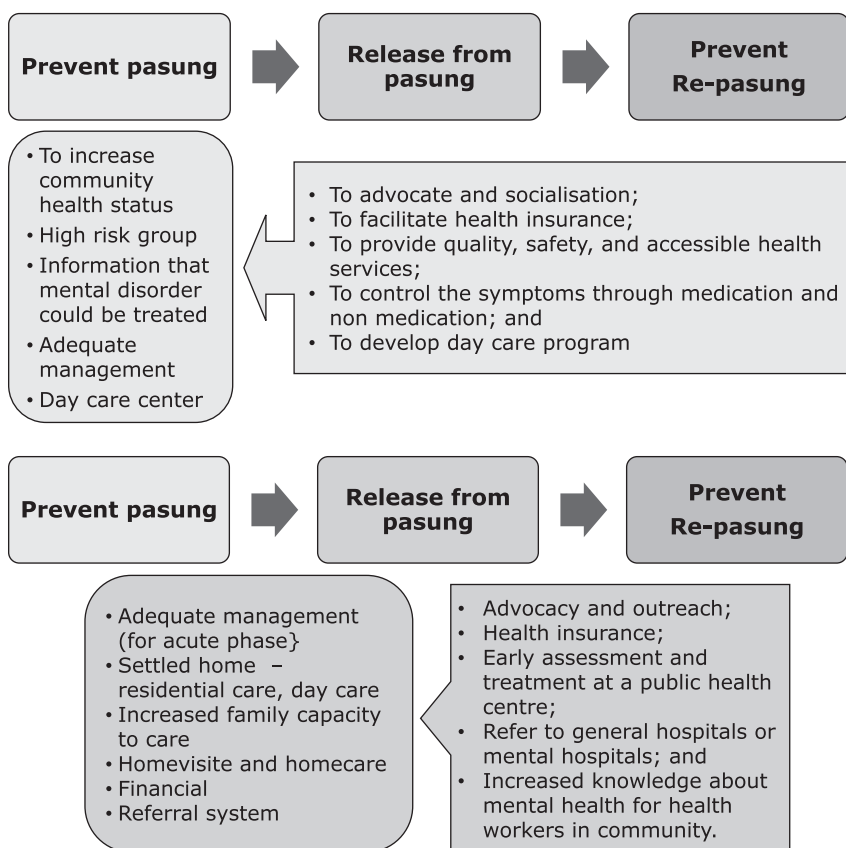 Prevent pasung
Release from
pasung
Prevent
Re-pasung
• To increase
community
health status
• High risk group
• Information that
mental disorder
could be treated
• Adequate
management
• Day care center
• To advocate and socialisation;
• To facilitate health insurance;
• To provide quality, safety, and accessible health
services;
• To control the symptoms through medication and
non medication; and
• To develop day care program
Prevent pasung
Release from
pasung
Prevent
Re-pasung
• Adequate management
(for acute phase}
• Settled home –
residential care, day care
• Increased family capacity
to care
• Homevisite and homecare
• Financial
• Referral system
• Advocacy and outreach;
• Health insurance;
• Early assessment and
treatment at a public health
centre;
• Refer to general hospitals or
mental hospitals; and
• Increased knowledge about
mental health for health
workers in community.